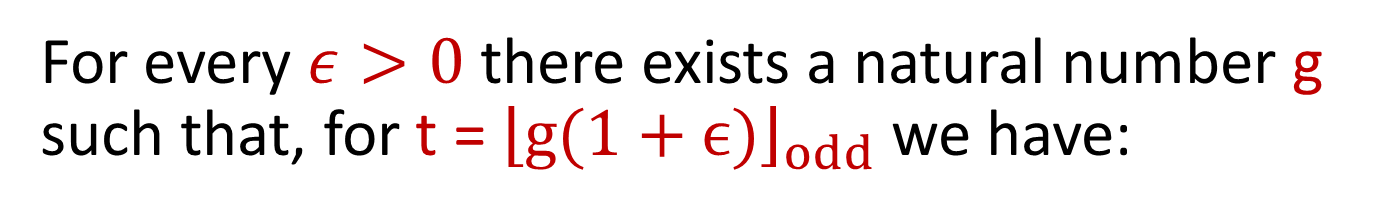 For every ϵ > 0 there exists a natural number g
such that, for t = ⌊g(1 + ϵ)⌋odd we have: